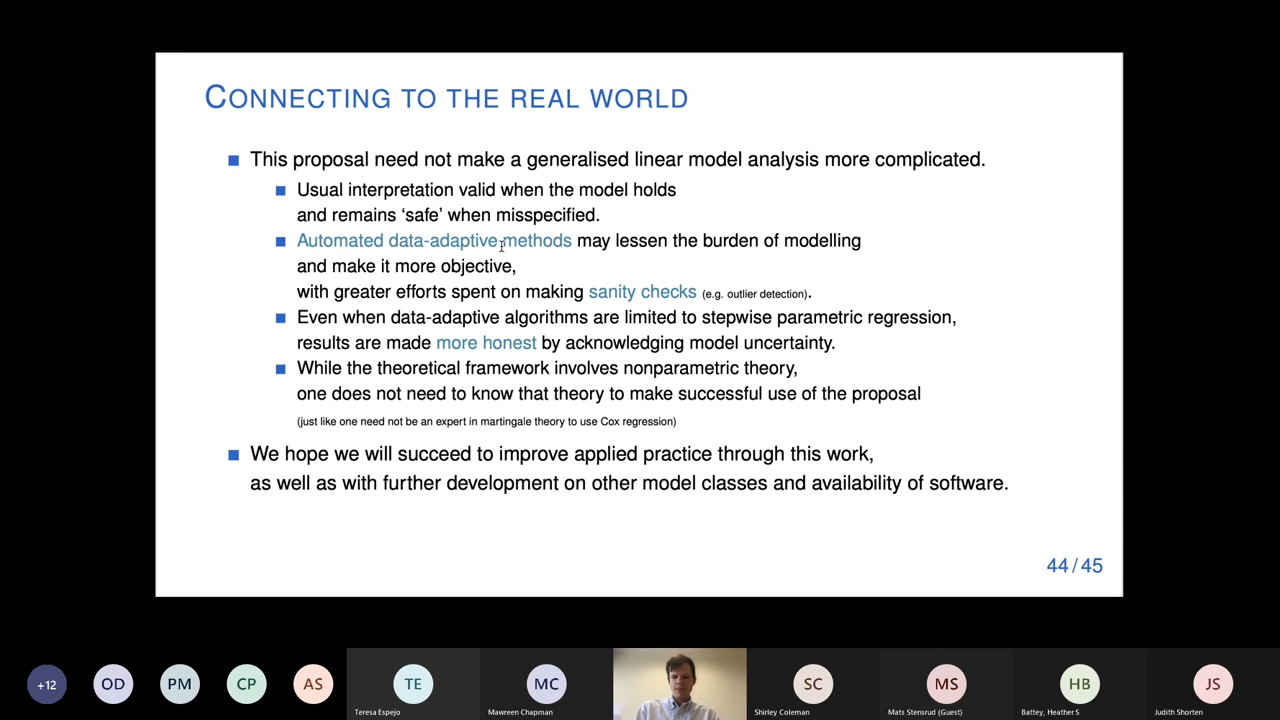 CONNECTING TO THE REAL WORLD
This proposal need not make a generalised linear model analysis more complicated.
Usual interpretation valid when the model holds
and remains ‘safe’ when misspecified.
Automated data-adaptive methods may lessen the burden of modelling
and make it more objective,
with greater efforts spent on making sanity checks (e.g. outlier detection).
Even when data-adaptive algorithms are limited to stepwise parametric regression,
results are made more honest by acknowledging model uncertainty.
While the theoretical framework involves nonparametric theory,
one does not need to know that theory to make successful use of the proposal
(just like one need not be an expert in martingale theory to use Cox regression)
We hope we will succeed to improve applied practice through this work,
as well as with further development on other model classes and availability of software.
44/45
+12 OD PM CP AS TE MC SC MS HB JS
Teresa Espejo Mawreen Chapman Shirley Coleman Mats Stensrud (Guest) Battey, Heather S Judith Shorten